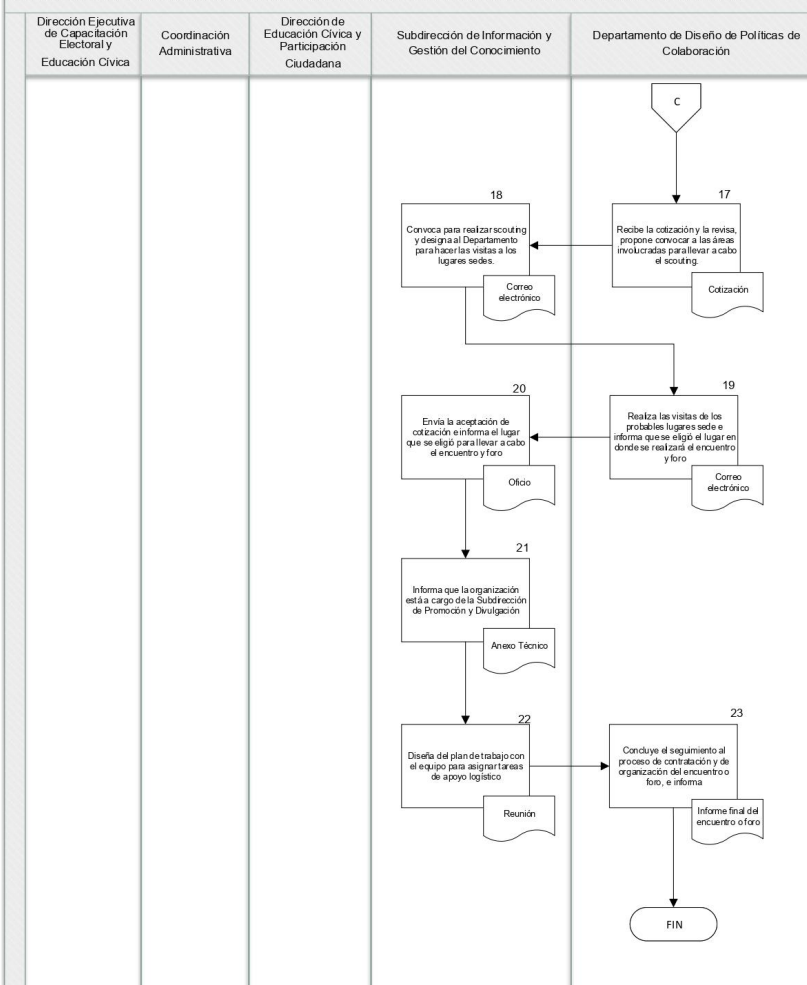 Dirección Ejecutiva
de Capacitación
Electoral y
Educación Cívica
Coordinación
Administrativa
Dirección de
Educación Cívica y
Participación
Ciudadana
Subdirección de Información y
Gestión del Conocimiento
Departamento de Diseño de Políticas de
Colaboración
C
17
Recibe la cotización y la revisa,
propone convocar a las áreas
involucradas para llevar a cabo
el scouting.
Cotización
18
Convoca para realizar scouting
y designa al Departamento
para hacer las visitas a los
lugares sedes.
Correo
electrónico
19
Realiza las visitas de los
probables lugares sede e
informa que se eligió el lugar en
donde se realizará el encuentro
y foro
Correo
electrónico
20
Envía la aceptación de
cotización e informa el lugar
que se eligió para llevar a cabo
el encuentro y foro
Oficio
21
Informa que la organización
está a cargo de la Subdirección
de Promoción y Divulgación
Anexo Técnico
22
Diseña del plan de trabajo con
el equipo para asignar tareas
de apoyo logístico
Reunión
23
Concluye el seguimiento al
proceso de contratación y de
organización del encuentro o
foro, e informa
Informe final del
encuentro o foro
FIN